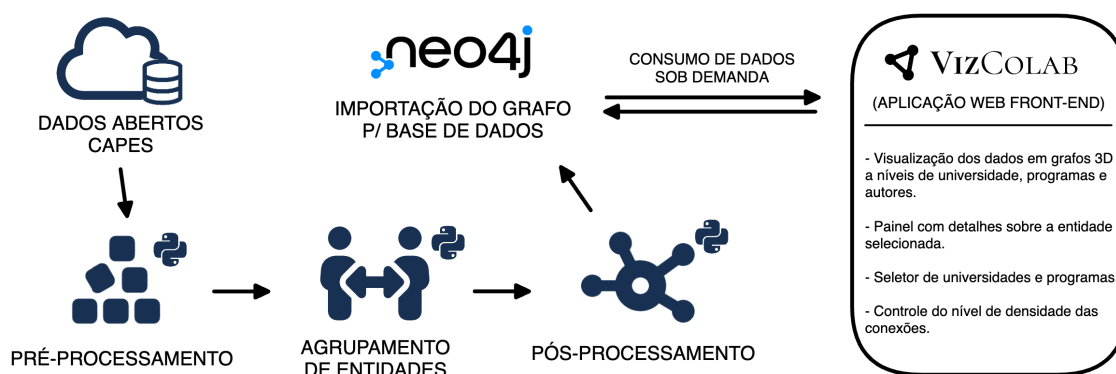 DADOS ABERTOS
CAPES
PRÉ-PROCESSAMENTO
AGRUPAMENTO
DE ENTIDADES
PÓS-PROCESSAMENTO
neo4j
IMPORTAÇÃO DO GRAFO
P/ BASE DE DADOS
CONSUMO DE DADOS
SOB DEMANDA
VIZCOLAB
(APLICAÇÃO WEB FRONT-END)
- Visualização dos dados em grafos 3D
a níveis de universidade, programas e
autores.
- Painel com detalhes sobre a entidade
selecionada.
- Seletor de universidades e programas
- Controle do nível de densidade das
conexões.